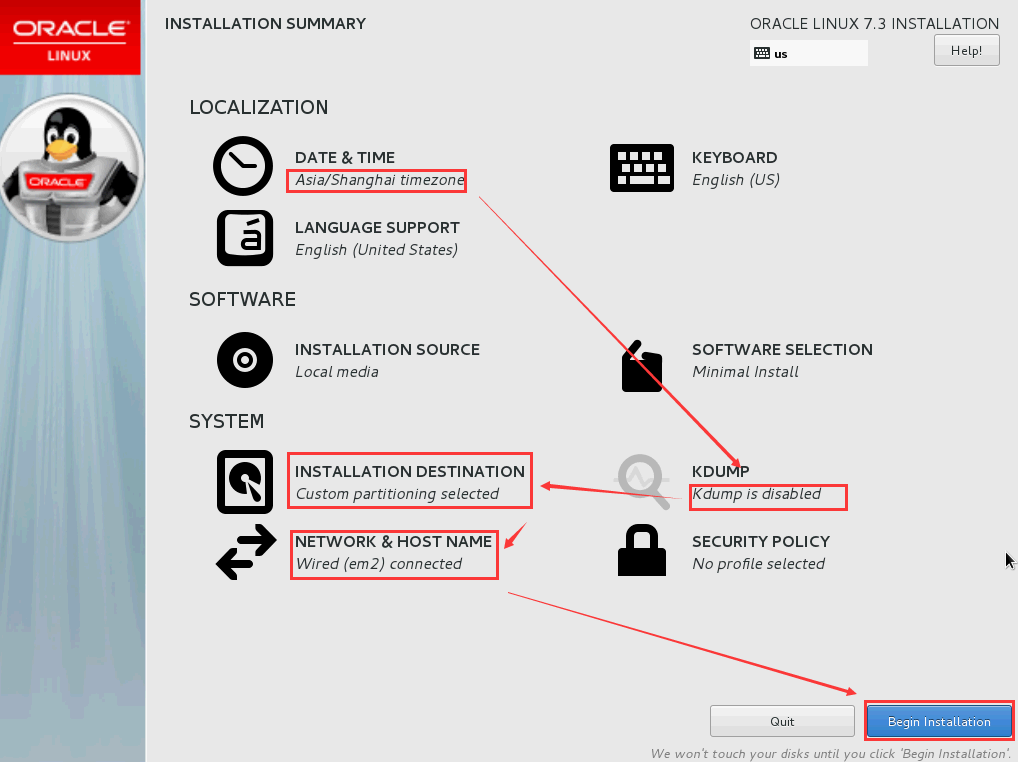 ORACLE
LINUX
ORACLE
INSTALLATION SUMMARY
ORACLE LINUX 7.3 INSTALLATION
us
Help!
LOCALIZATION
DATE & TIME
Asia/Shanghai timezone
KEYBOARD
English (US)
á
LANGUAGE SUPPORT
English (United States)
SOFTWARE
INSTALLATION SOURCE
Local media
SOFTWARE SELECTION
Minimal Install
SYSTEM
INSTALLATION DESTINATION
Custom partitioning selected
KDUMP
Kdump is disabled
NETWORK & HOST NAME
Wired (em2) connected
SECURITY POLICY
No profile selected
Quit
Begin Installation
We won't touch your disks until you click 'Begin Installation'.